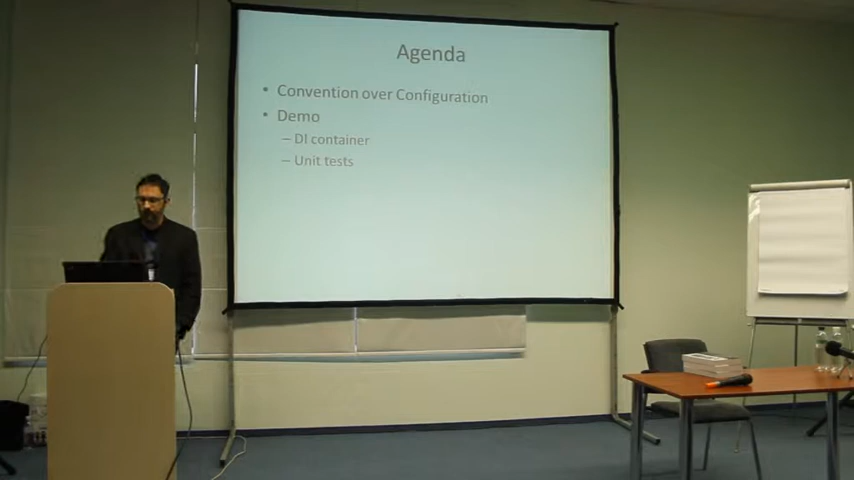 Agenda
• Convention over Configuration
• Demo
– DI container
– Unit tests